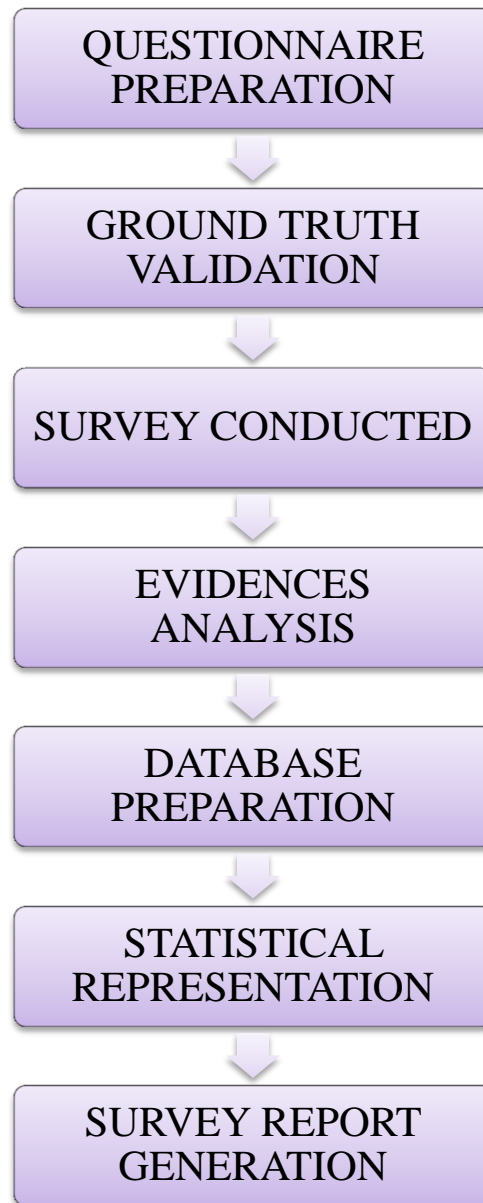 QUESTIONNAIRE
PREPARATION
GROUND TRUTH
VALIDATION
SURVEY CONDUCTED
EVIDENCES
ANALYSIS
DATABASE
PREPARATION
STATISTICAL
REPRESENTATION
SURVEY REPORT
GENERATION